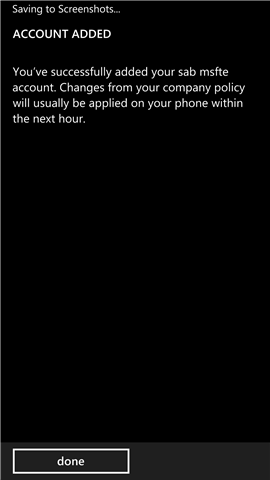 Saving to Screenshots...
ACCOUNT ADDED
You've successfully added your sab msfte
account. Changes from your company policy
will usually be applied on your phone within
the next hour.
done